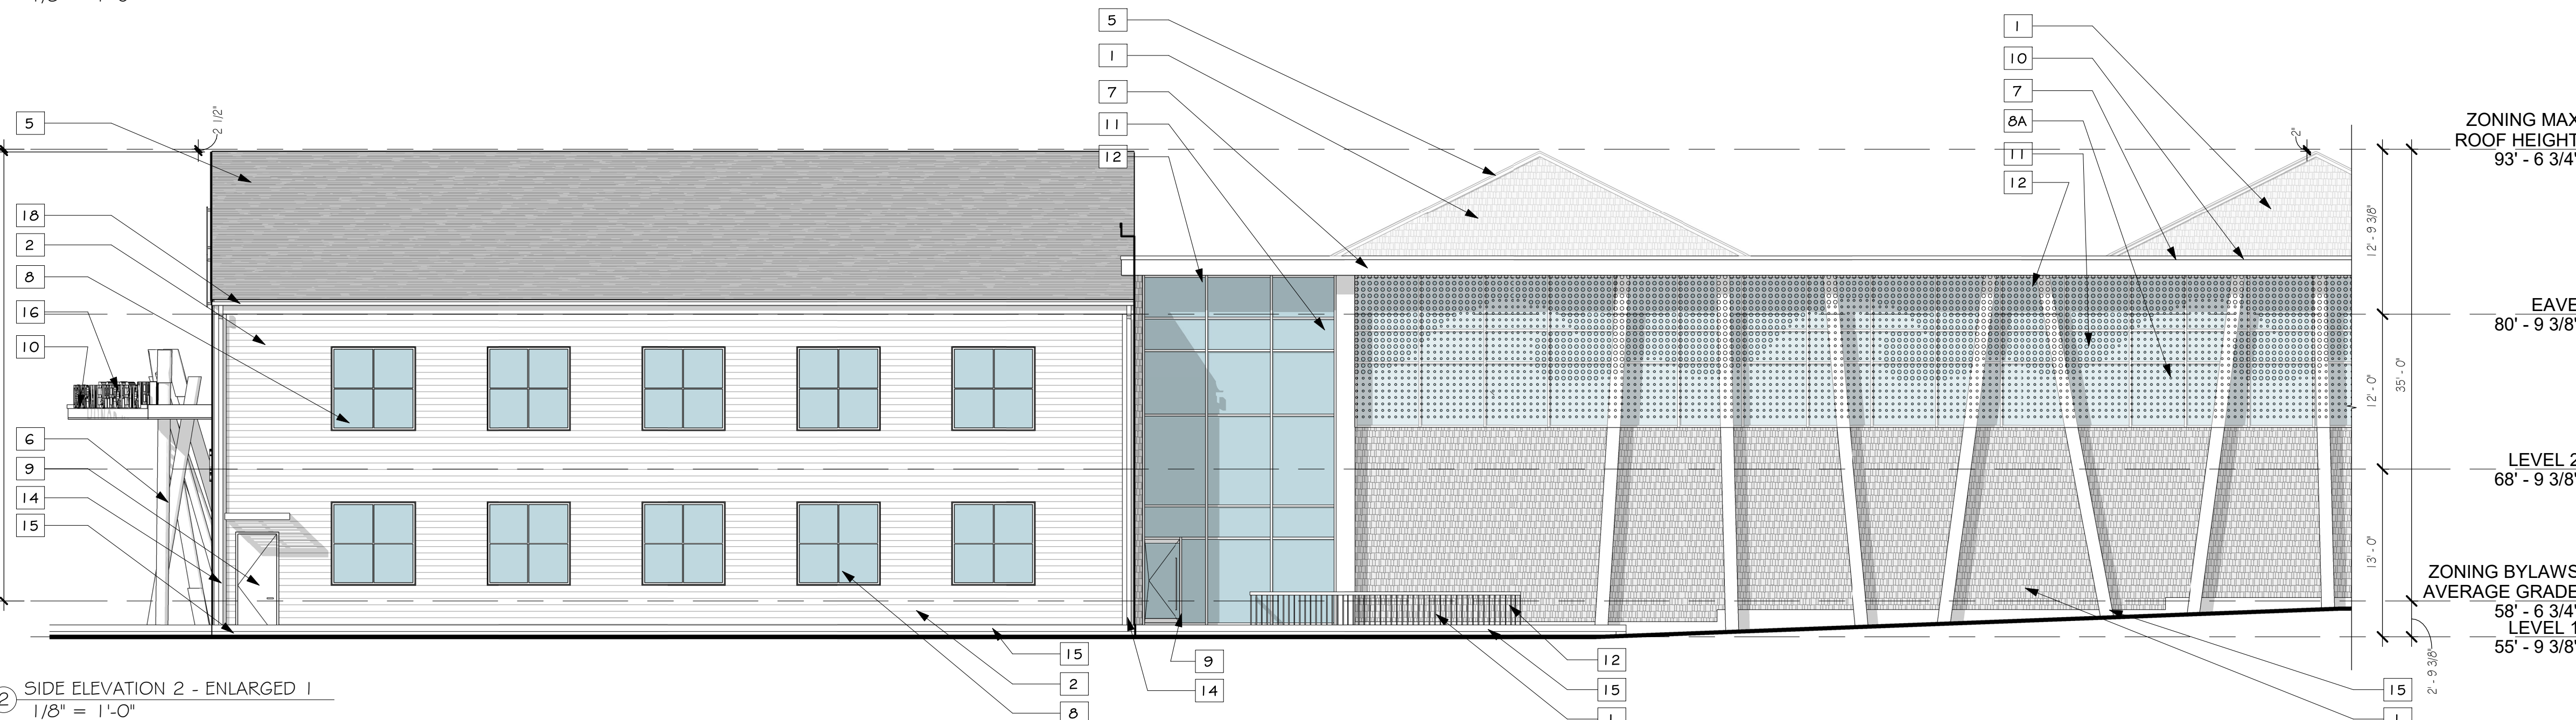 5
18
2
8
16
10
6
9
14
15
2 1/2"
5
1
7
11
12
1
10
7
8A
11
12
2"
15
2
8
9
14
12
15
1
15
1
12' - 9 3/8"
12' - 0"
13' - 0"
35' - 0"
2' - 9 3/8"
ZONING MAX
ROOF HEIGHT
93' - 6 3/4"
EAVE
80' - 9 3/8"
LEVEL 2
68' - 9 3/8"
ZONING BYLAWS
AVERAGE GRADE
58' - 6 3/4"
LEVEL 1
55' - 9 3/8"
2
SIDE ELEVATION 2 - ENLARGED 1
1/8" = 1'-0"